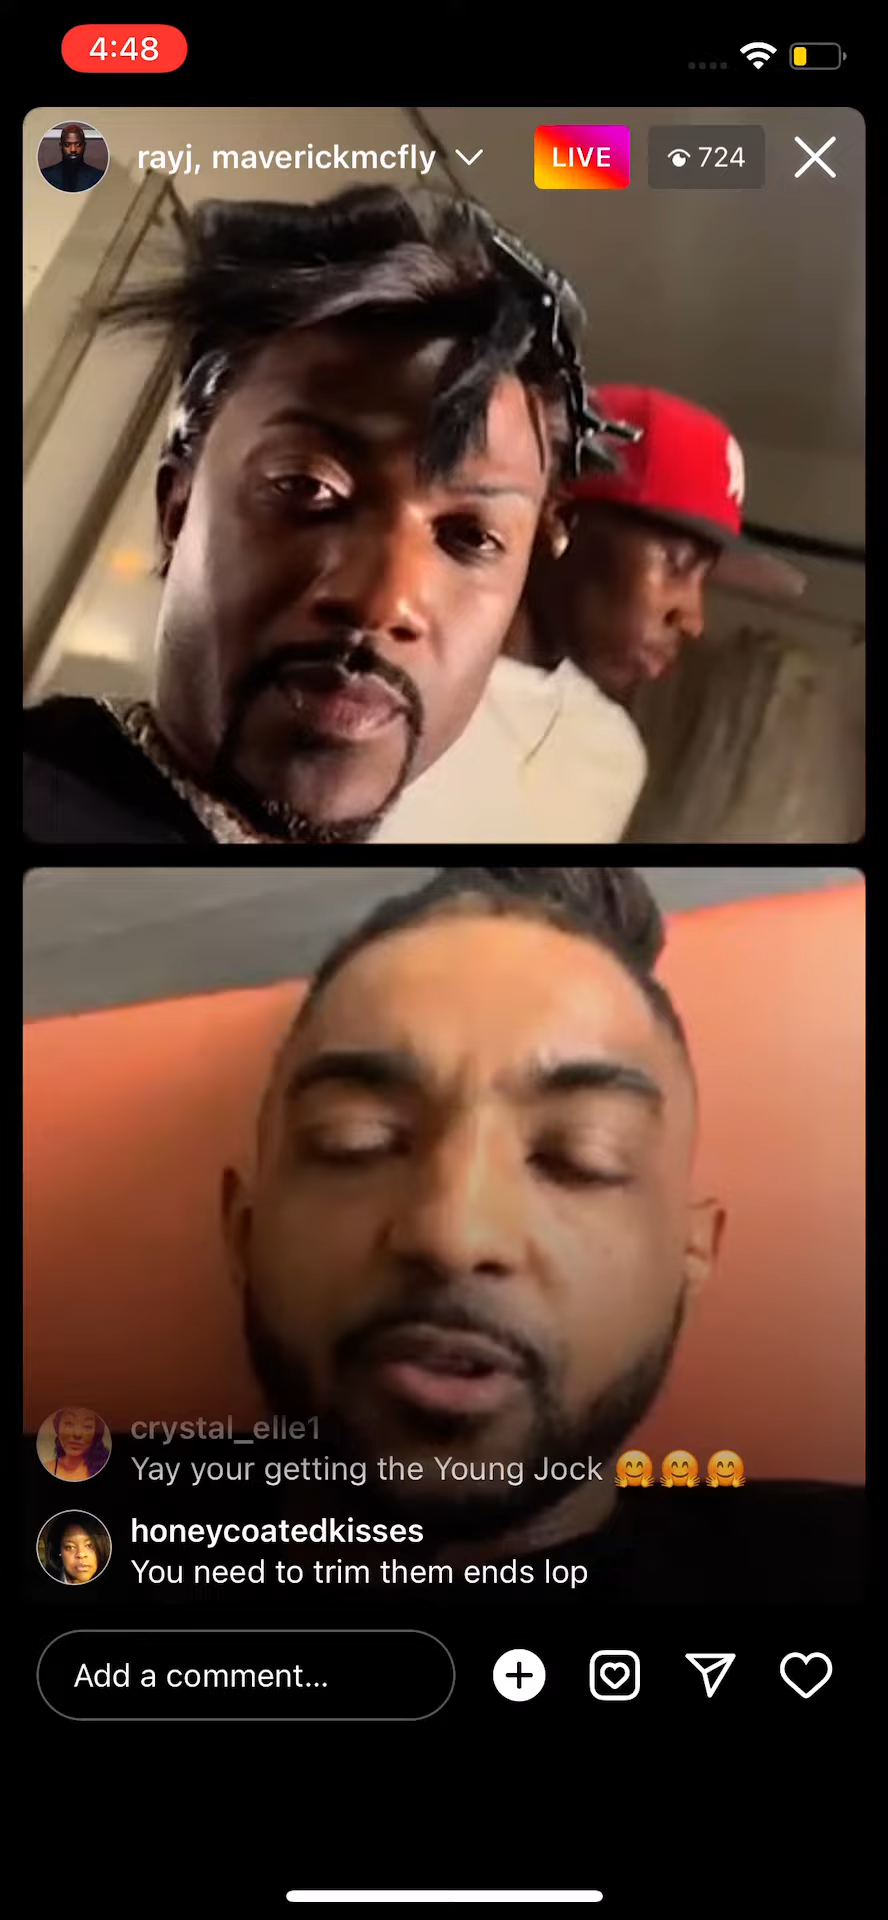 4:48
rayj, maverickmcfly
LIVE
724
crystal_elle1
Yay your getting the Young Jock 🤗🤗🤗
honeycoatedkisses
You need to trim them ends lop
Add a comment...